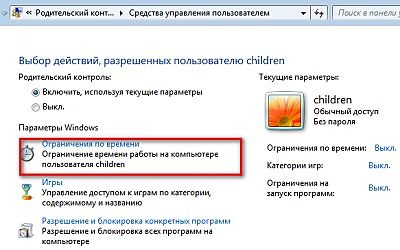 « Родительский конт... ▸ Средства управления пользователем ▸
Поиск в панели у
Выбор действий, разрешенных пользователю children
Родительский контроль:
Включить, используя текущие параметры
Выкл.
Параметры Windows
Ограничения по времени
Ограничение времени работы на компьютере
пользователя children
Игры
Управление доступом к играм по категории,
содержимому и названию
Разрешение и блокировка конкретных программ
Разрешение и блокировка всех программ на
компьютере
Текущие параметры:
children
Обычный доступ
Без пароля
Ограничения по времени: Выкл.
Категории игр: Выкл.
Ограничения на
запуск программ: Выкл.